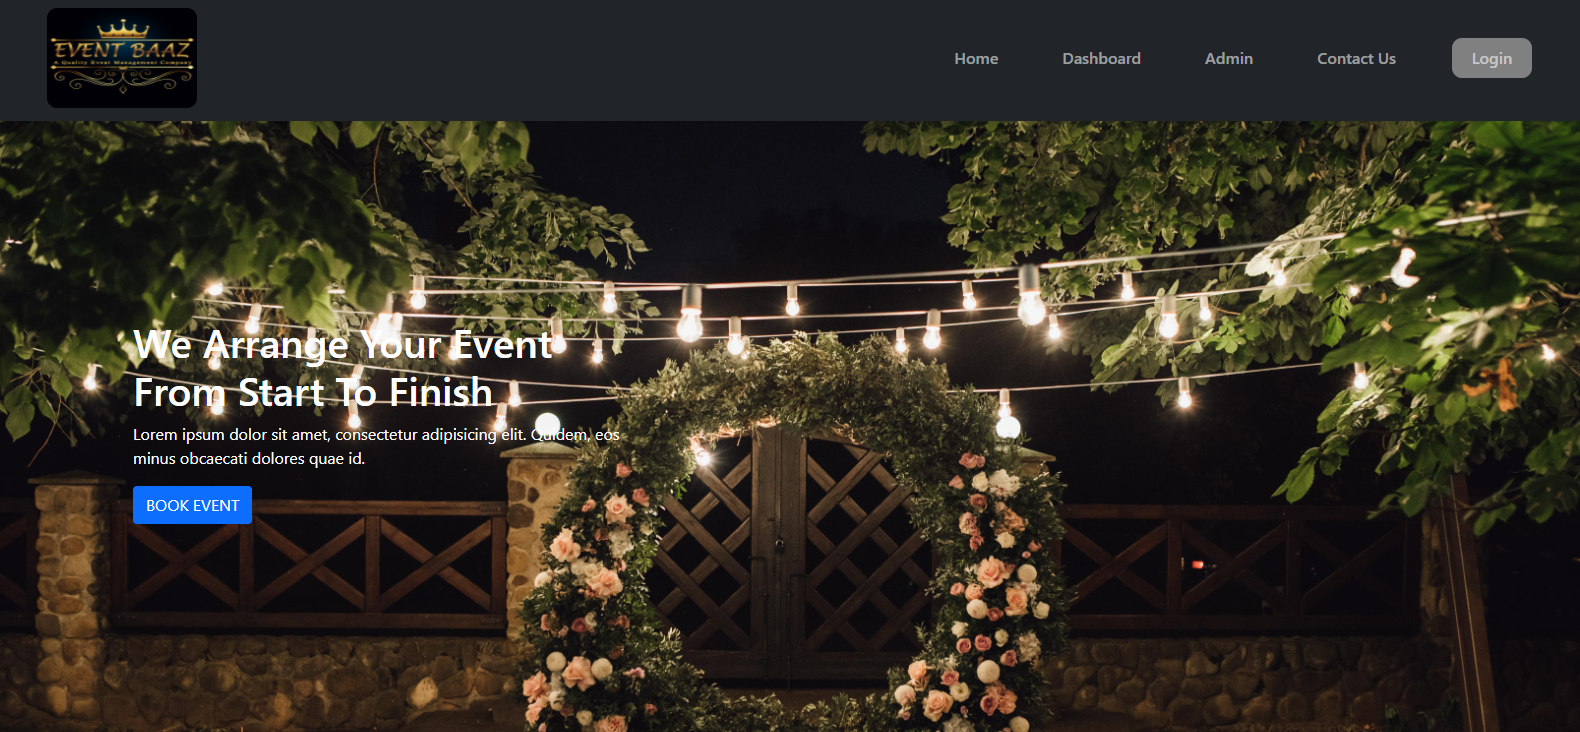 EVENT BAAZ
A Quality Event Management Company
Home
Dashboard
Admin
Contact Us
Login
We Arrange Your Event
From Start To Finish
Lorem ipsum dolor sit amet, consectetur adipisicing elit. Quidem, eos
minus obcaecati dolores quae id.
BOOK EVENT